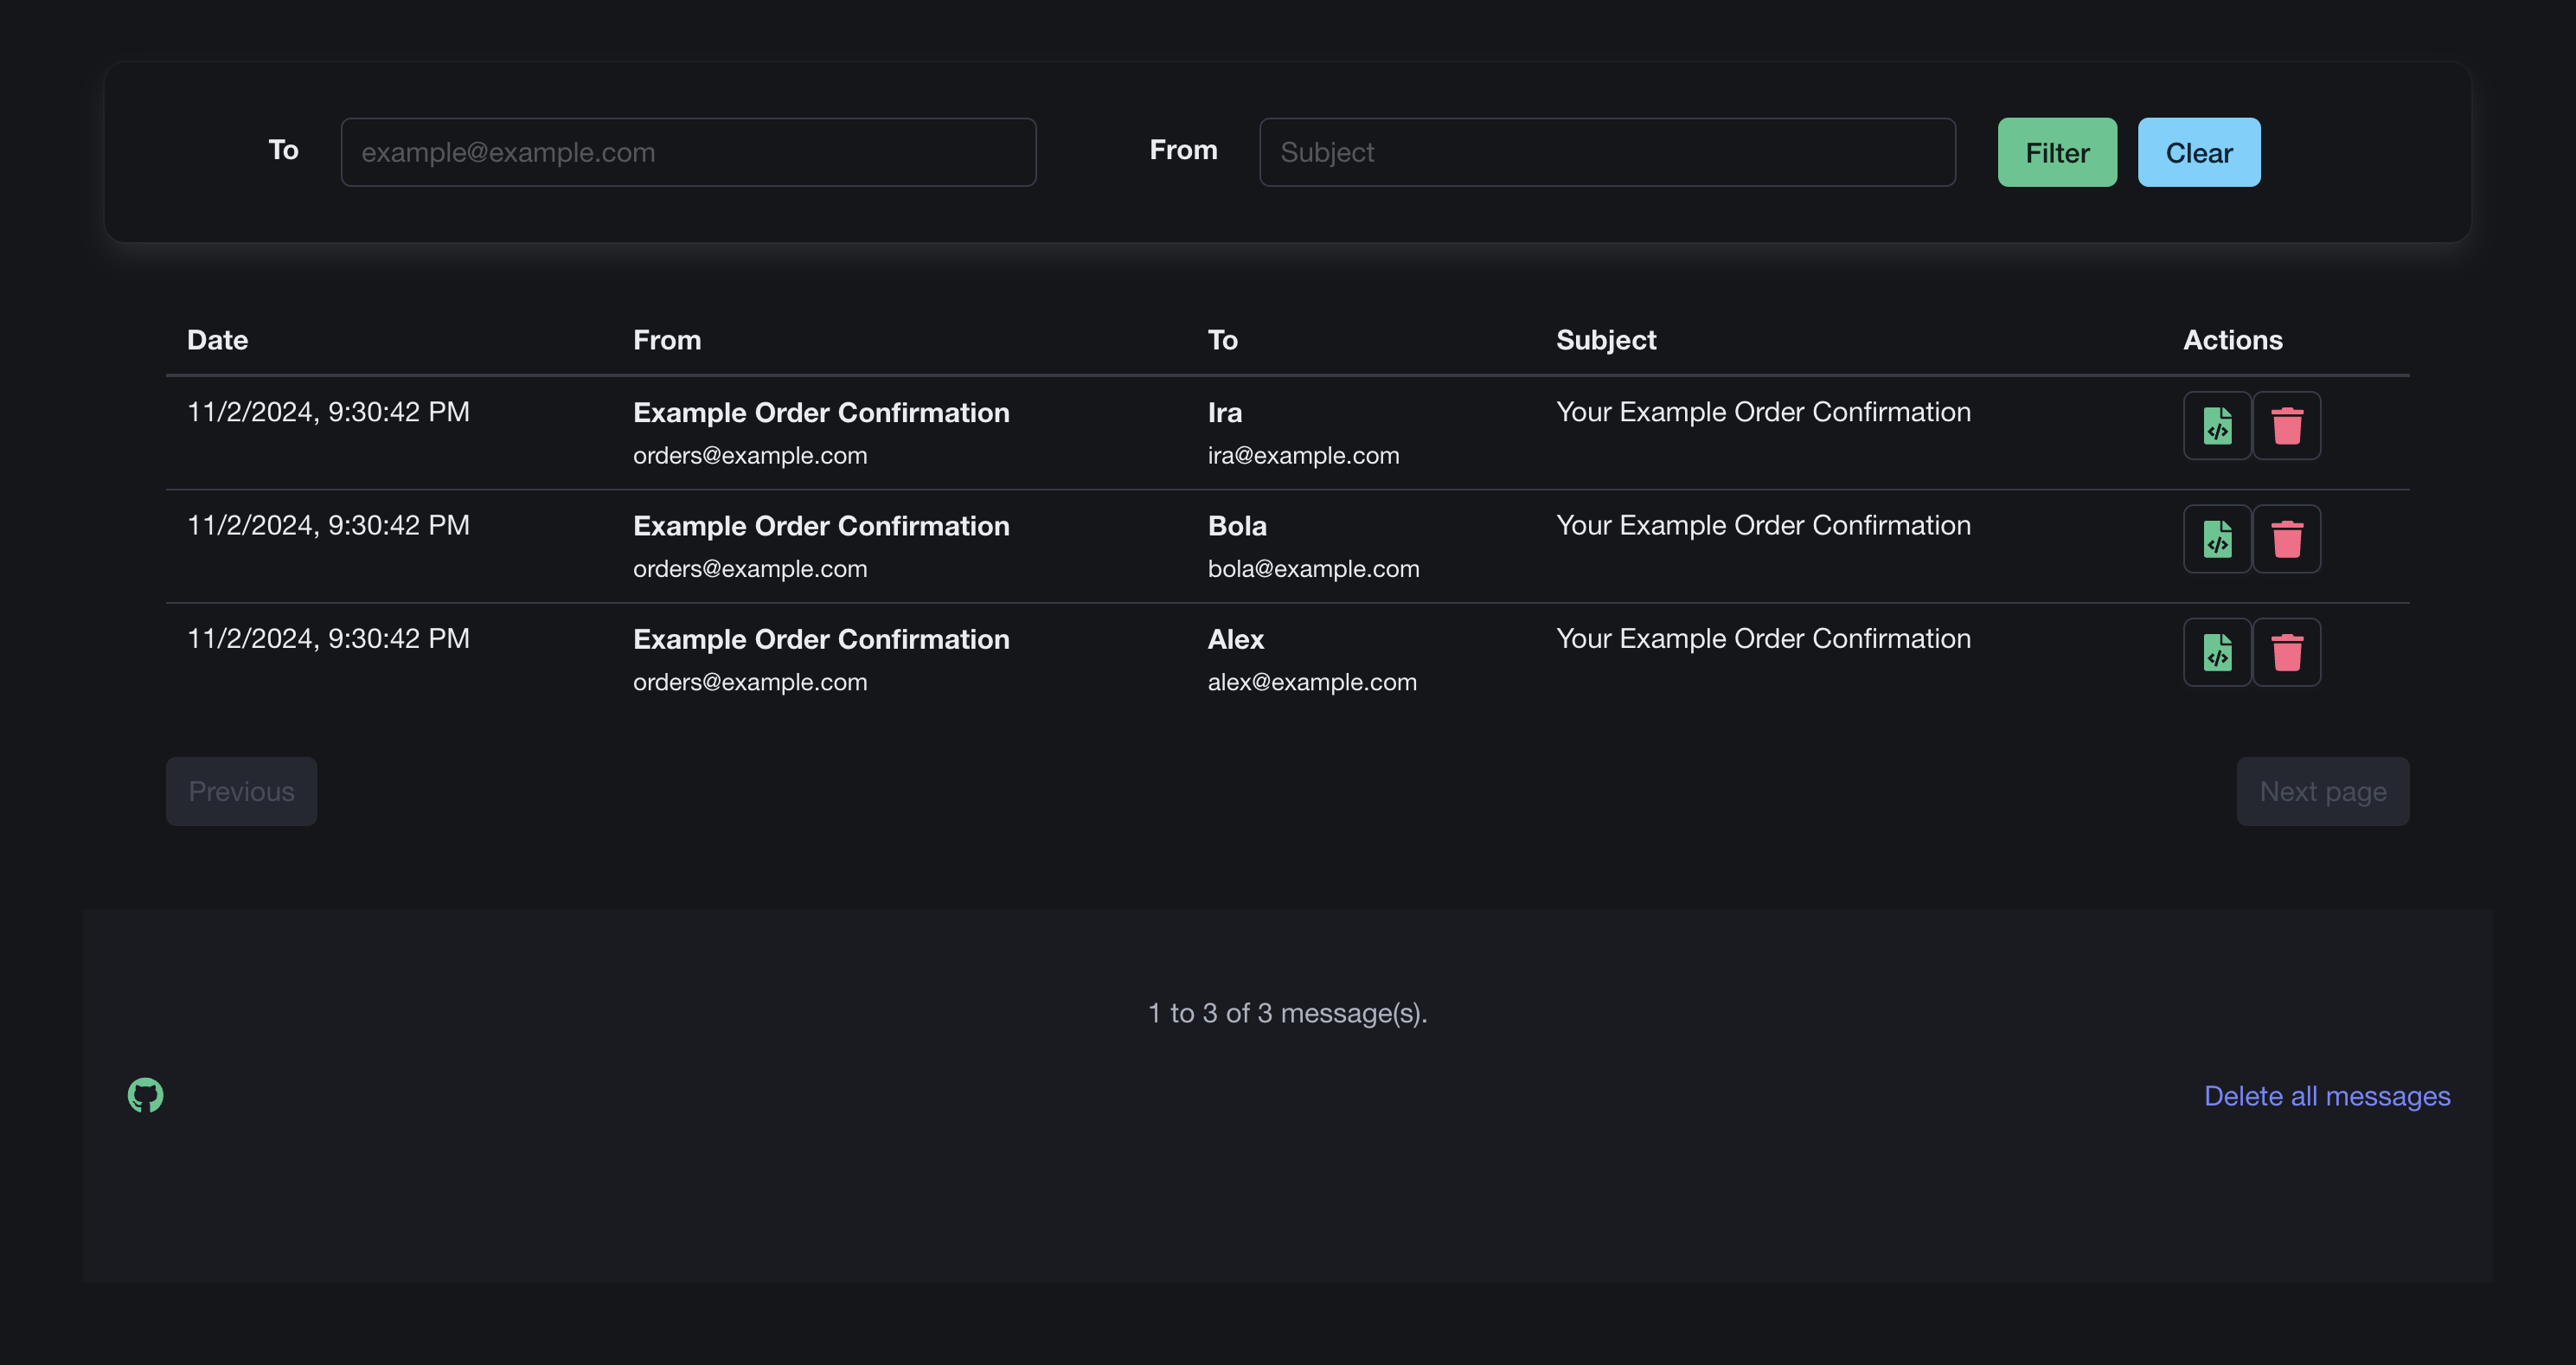 To example@example.com From Subject Filter Clear
Date From To Subject Actions
11/2/2024, 9:30:42 PM Example Order Confirmation Ira Your Example Order Confirmation
orders@example.com ira@example.com
11/2/2024, 9:30:42 PM Example Order Confirmation Bola Your Example Order Confirmation
orders@example.com bola@example.com
11/2/2024, 9:30:42 PM Example Order Confirmation Alex Your Example Order Confirmation
orders@example.com alex@example.com
Previous Next page
1 to 3 of 3 message(s).
Delete all messages